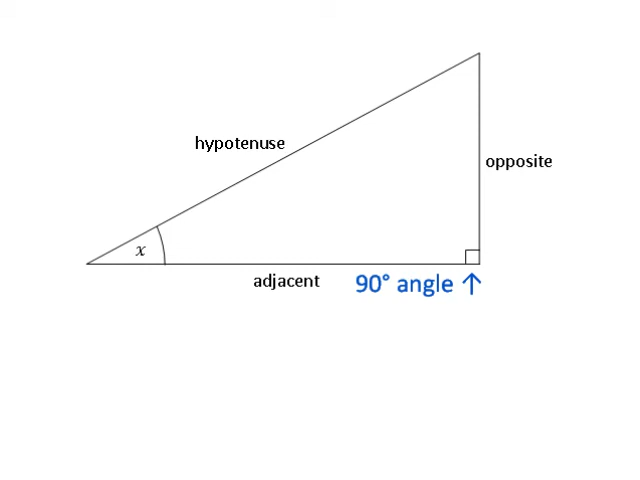 hypotenuse
opposite
x
adjacent
90° angle ↑